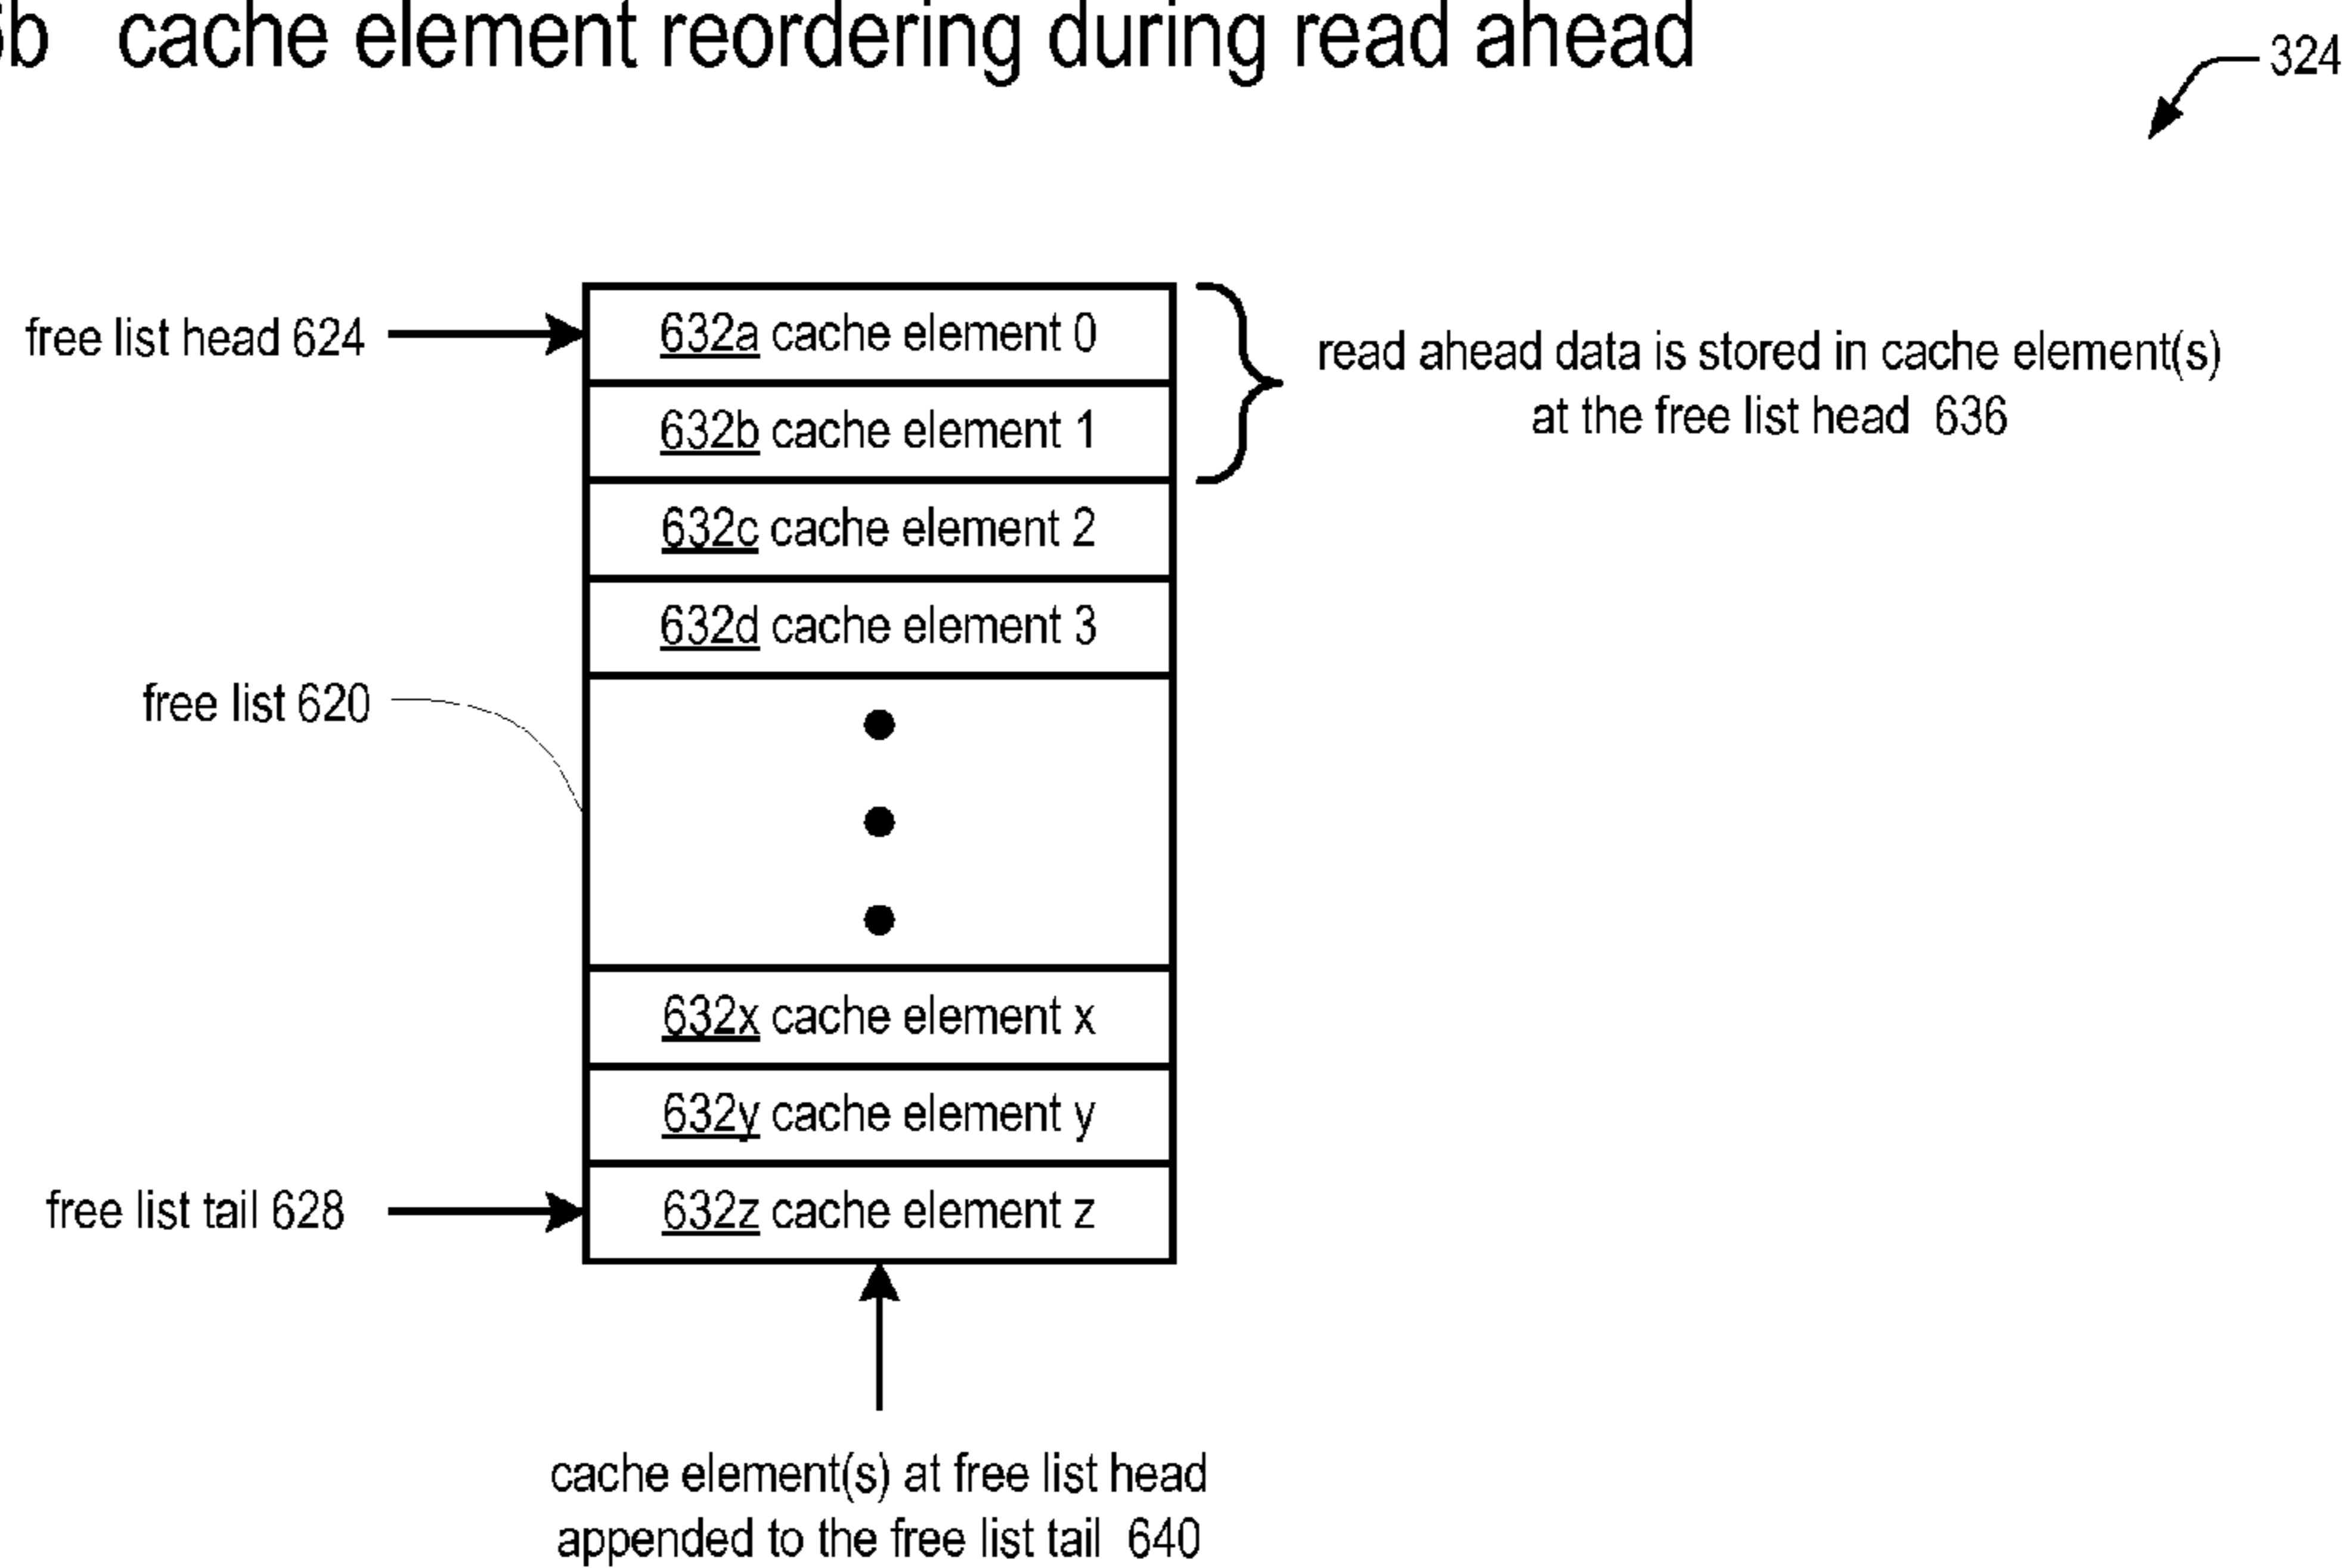 cache element reordering during read ahead
324
free list head 624
632a cache element 0
632b cache element 1
read ahead data is stored in cache element(s)
at the free list head 636
632c cache element 2
632d cache element 3
free list 620
632x cache element x
632y cache element y
free list tail 628
632z cache element z
cache element(s) at free list head
appended to the free list tail 640